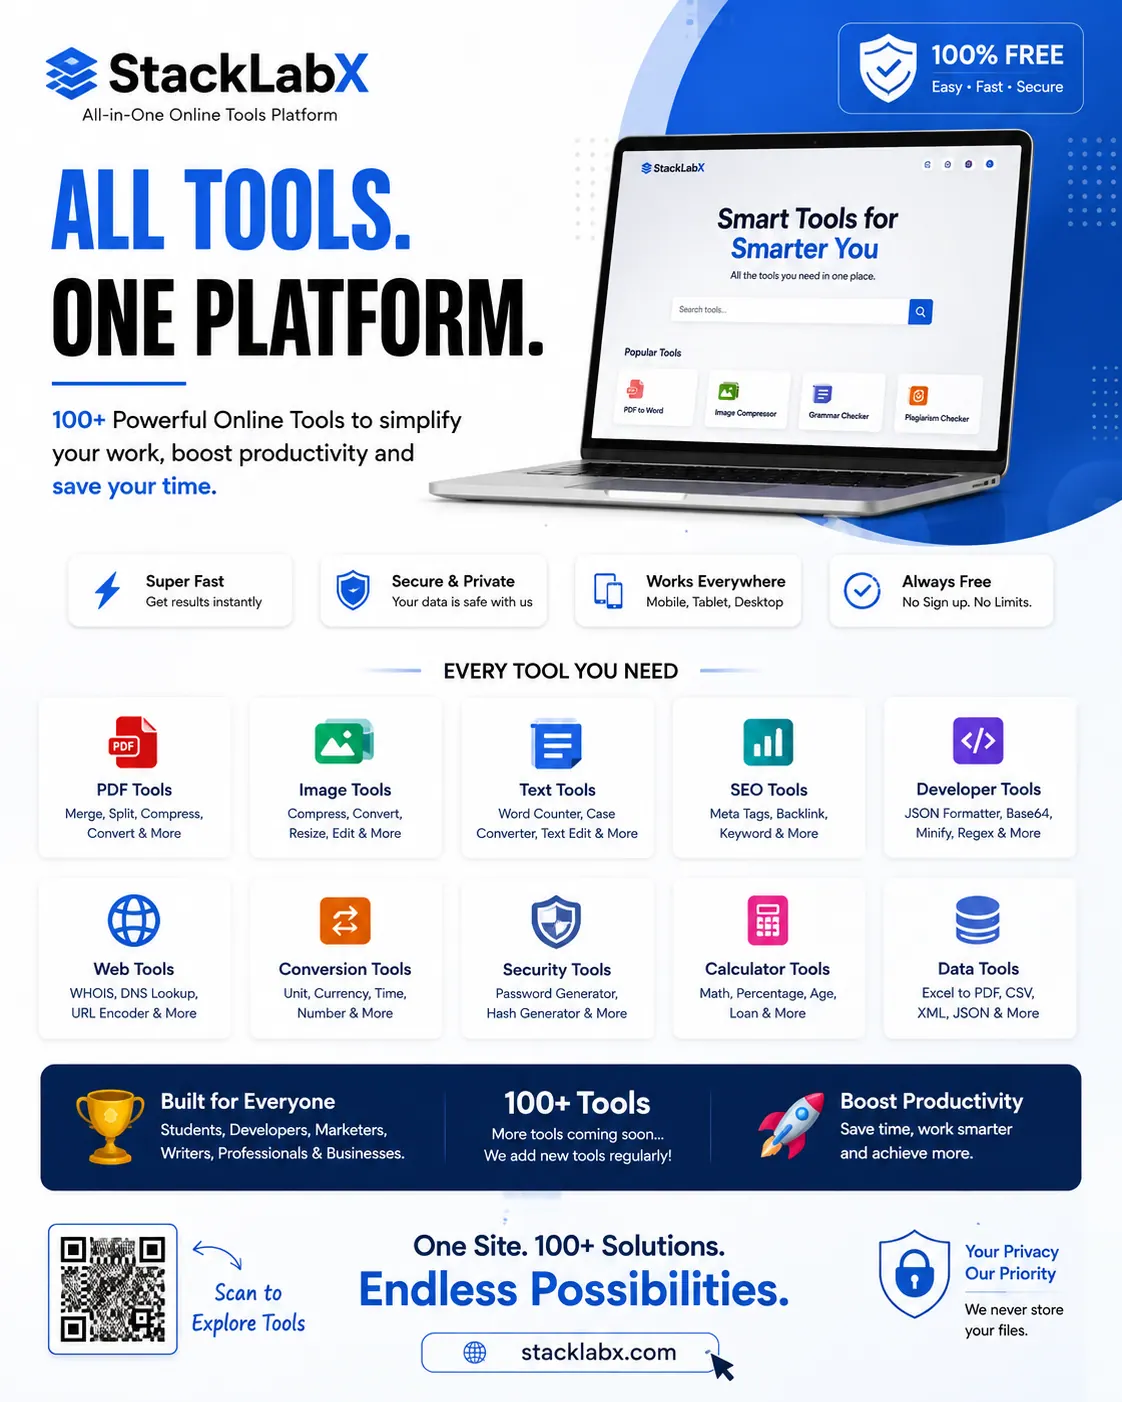 StackLabX
All-in-One Online Tools Platform
100% FREE
Easy • Fast • Secure
ALL TOOLS.
ONE PLATFORM.
100+ Powerful Online Tools to simplify
your work, boost productivity and
save your time.
StackLabX
Smart Tools for
Smarter You
All the tools you need in one place.
Search tools...
Popular Tools
PDF to Word
Image Compressor
Grammar Checker
Plagiarism Checker
Super Fast
Get results instantly
Secure & Private
Your data is safe with us
Works Everywhere
Mobile, Tablet, Desktop
Always Free
No Sign up. No Limits.
EVERY TOOL YOU NEED
PDF
PDF Tools
Merge, Split, Compress,
Convert & More
Image Tools
Compress, Convert,
Resize, Edit & More
Text Tools
Word Counter, Case
Converter, Text Edit & More
SEO Tools
Meta Tags, Backlink,
Keyword & More
</>
Developer Tools
JSON Formatter, Base64,
Minify, Regex & More
Web Tools
WHOIS, DNS Lookup,
URL Encoder & More
Conversion Tools
Unit, Currency, Time,
Number & More
Security Tools
Password Generator,
Hash Generator & More
Calculator Tools
Math, Percentage, Age,
Loan & More
Data Tools
Excel to PDF, CSV,
XML, JSON & More
Built for Everyone
Students, Developers, Marketers,
Writers, Professionals & Businesses.
100+ Tools
More tools coming soon...
We add new tools regularly!
Boost Productivity
Save time, work smarter
and achieve more.
Scan to
Explore Tools
One Site. 100+ Solutions.
Endless Possibilities.
stacklabx.com
Your Privacy
Our Priority
We never store
your files.